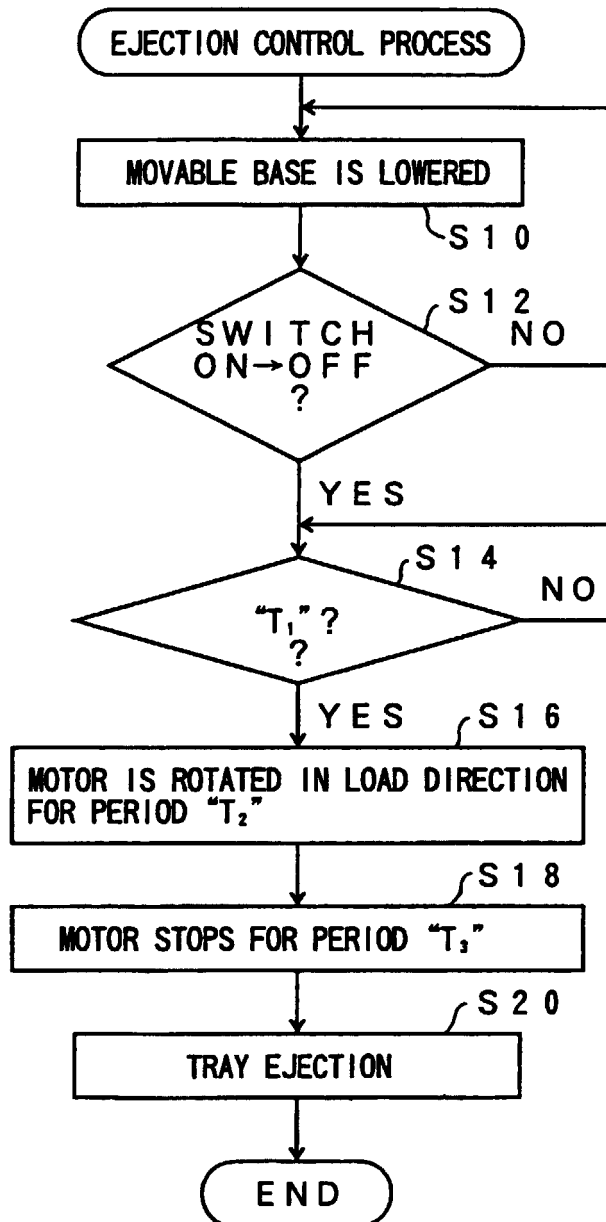 EJECTION CONTROL PROCESS
MOVABLE BASE IS LOWERED
S10
S12
SWITCH
ON→OFF
?
NO
YES
S14
“T₁”?
?
NO
YES
S16
MOTOR IS ROTATED IN LOAD DIRECTION
FOR PERIOD “T₂”
S18
MOTOR STOPS FOR PERIOD “T₃”
S20
TRAY EJECTION
END